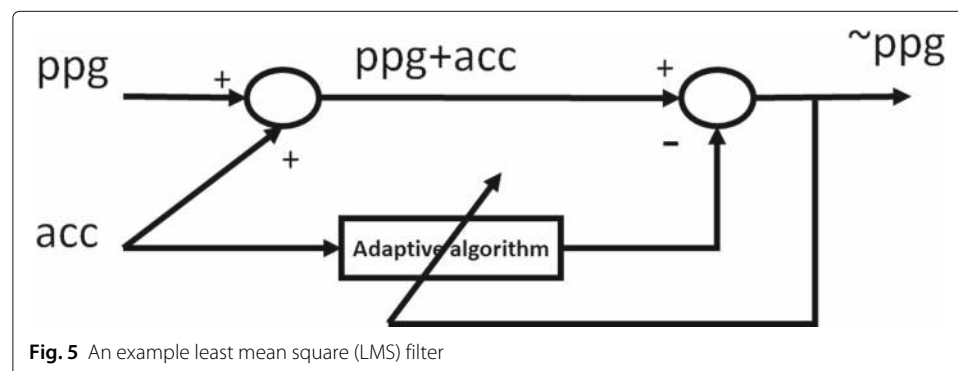 ~ppg
ppg + ppg+acc +
+ -
acc Adaptive algorithm
Fig. 5 An example least mean square (LMS) filter